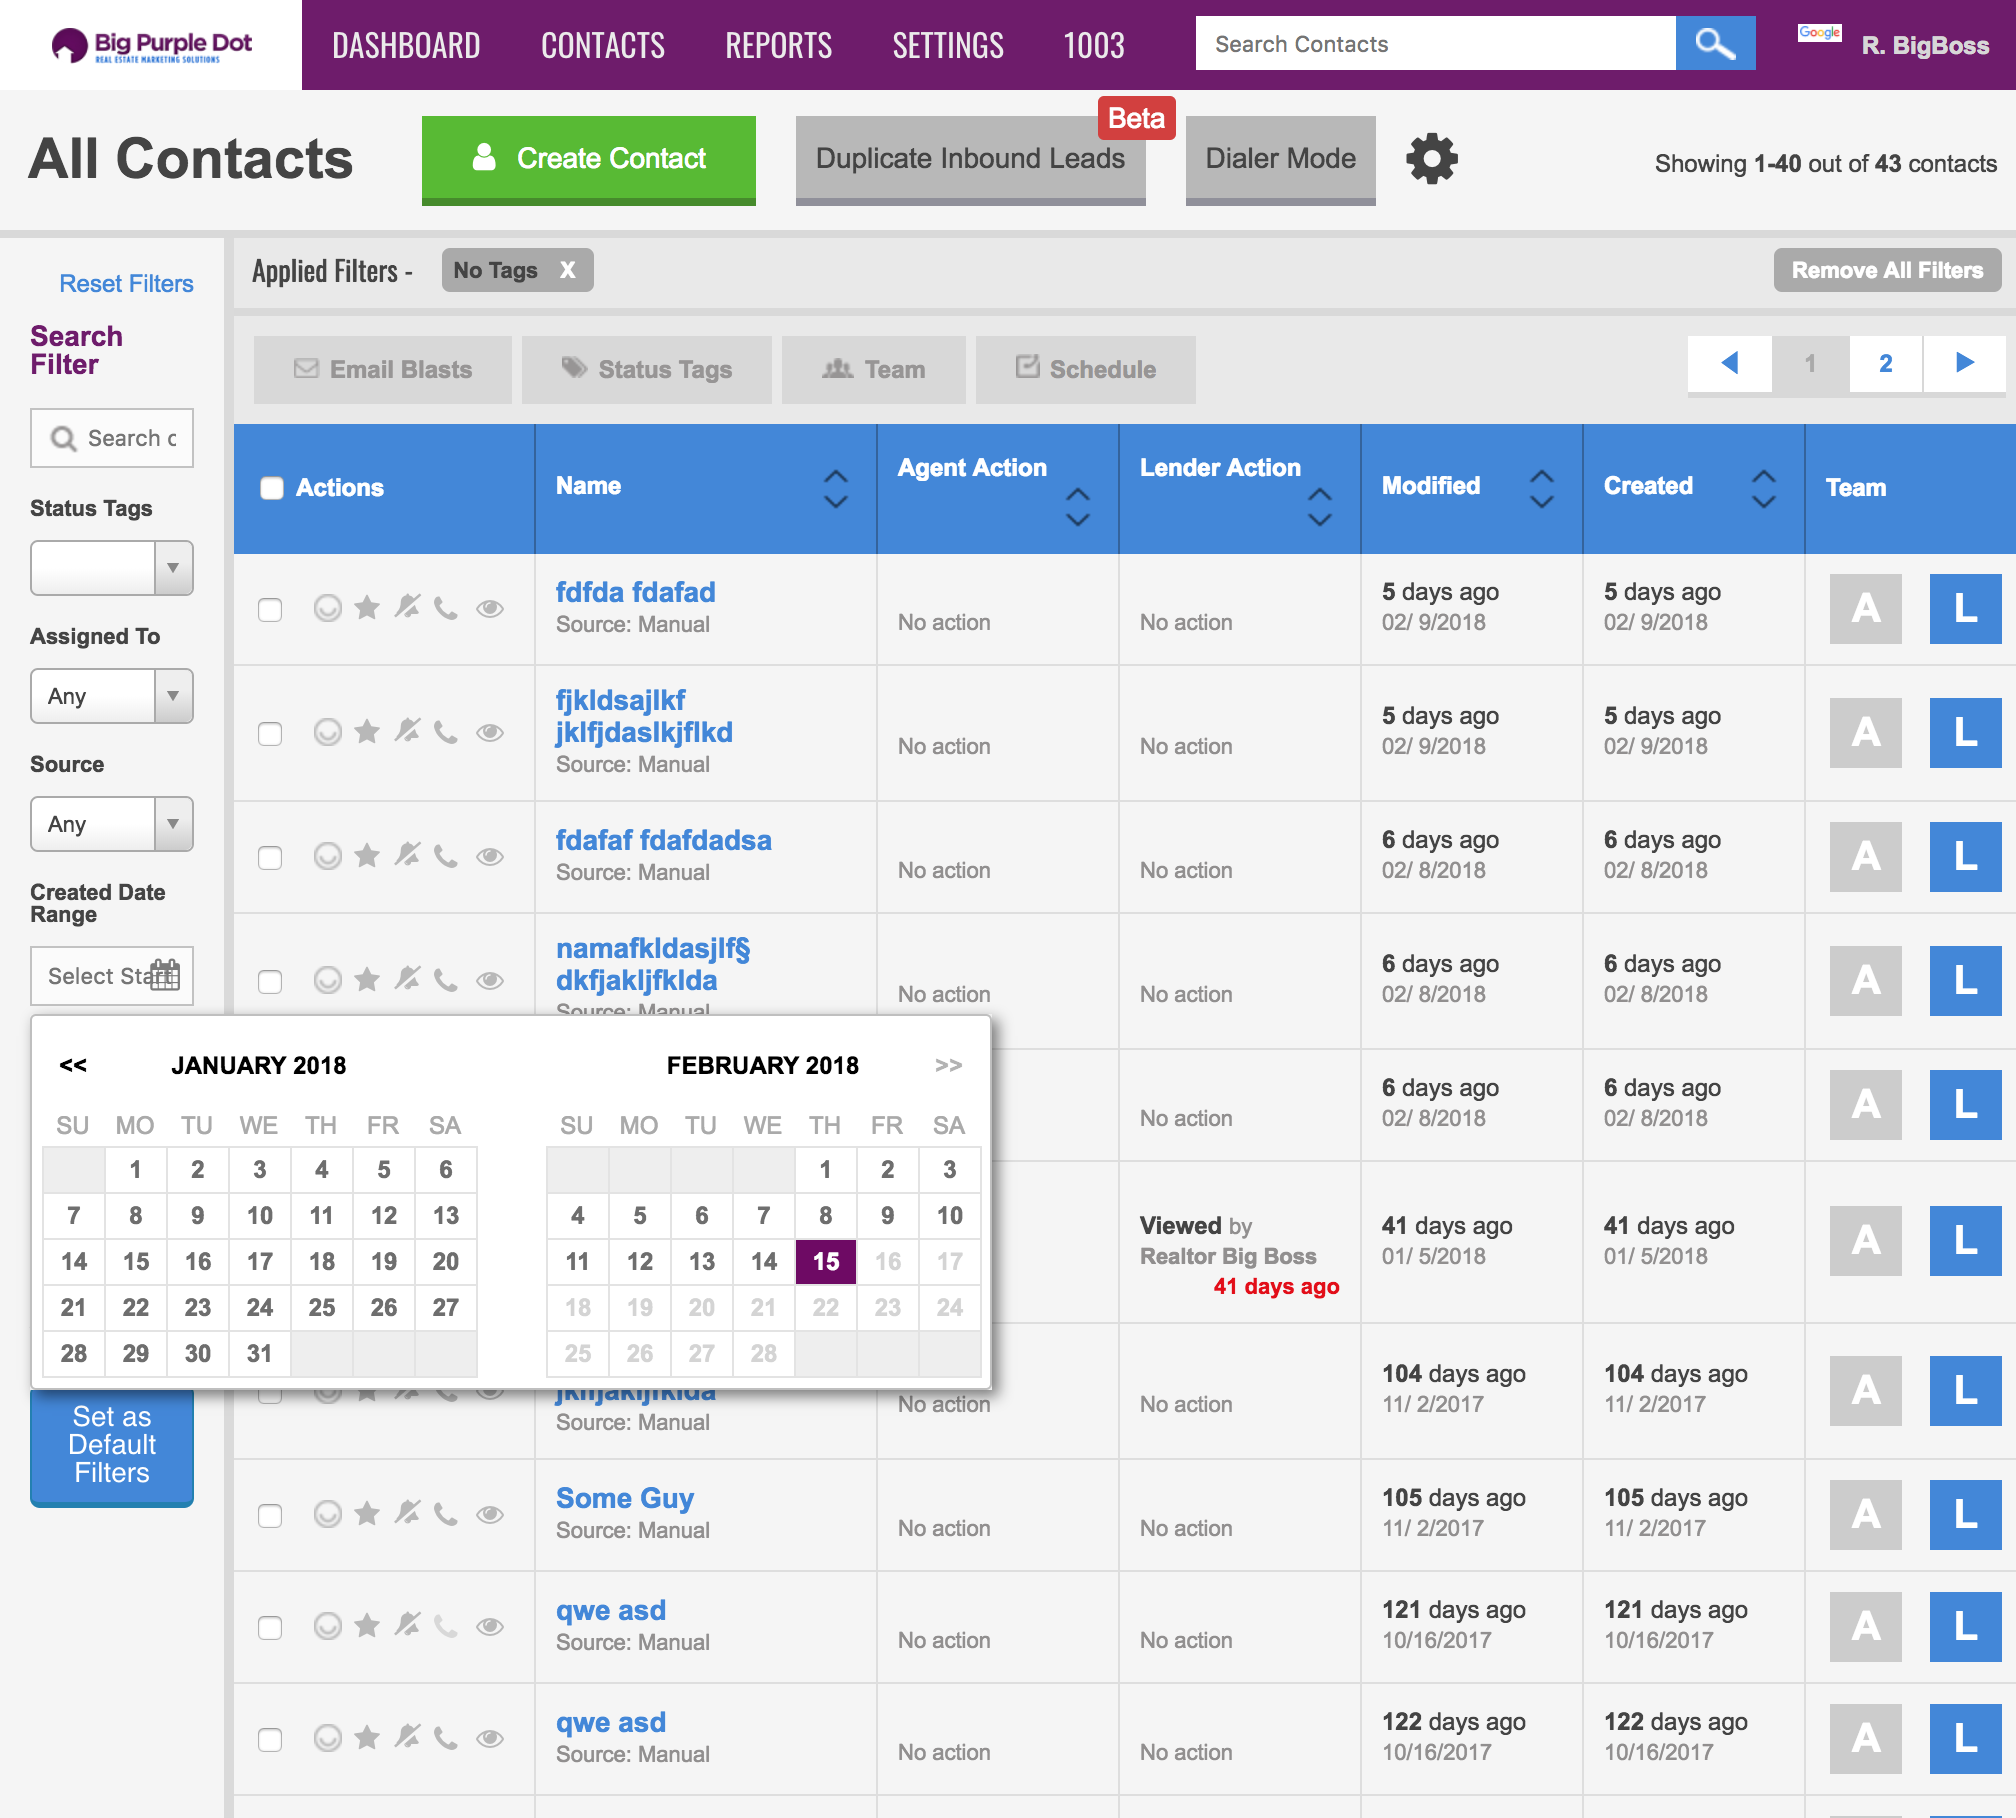 Big Purple Dot
REAL ESTATE MARKETING SOLUTIONS
DASHBOARD CONTACTS REPORTS SETTINGS 1003
Search Contacts
Google
R. BigBoss
All Contacts
Create Contact
Duplicate Inbound Leads
Beta
Dialer Mode
Showing 1-40 out of 43 contacts
Reset Filters
Search
Filter
Search c
Status Tags
Assigned To
Any
Source
Any
Created Date
Range
Select Start
Applied Filters - No Tags X
Remove All Filters
Email Blasts Status Tags Team Schedule
1 2
Actions Name Agent Action Lender Action Modified Created Team
fdfda fdafad
Source: Manual
No action No action
5 days ago 5 days ago
02/ 9/2018 02/ 9/2018
A L
fjkldsajlkf
jklfjdaslkjflkd
Source: Manual
No action No action
5 days ago 5 days ago
02/ 9/2018 02/ 9/2018
A L
fdafaf fdafdadsa
Source: Manual
No action No action
6 days ago 6 days ago
02/ 8/2018 02/ 8/2018
A L
namafkldasjlf§
dkfjakljfklda
Source: Manual
No action No action
6 days ago 6 days ago
02/ 8/2018 02/ 8/2018
A L
No action
6 days ago 6 days ago
02/ 8/2018 02/ 8/2018
A L
Viewed by
Realtor Big Boss
41 days ago
41 days ago 41 days ago
01/ 5/2018 01/ 5/2018
A L
<< JANUARY 2018
SU MO TU WE TH FR SA
1 2 3 4 5 6
7 8 9 10 11 12 13
14 15 16 17 18 19 20
21 22 23 24 25 26 27
28 29 30 31
FEBRUARY 2018 >>
SU MO TU WE TH FR SA
1 2 3
4 5 6 7 8 9 10
11 12 13 14 15 16 17
18 19 20 21 22 23 24
25 26 27 28
Set as
Default
Filters
Source: Manual
No action No action
104 days ago 104 days ago
11/ 2/2017 11/ 2/2017
A L
Some Guy
Source: Manual
No action No action
105 days ago 105 days ago
11/ 2/2017 11/ 2/2017
A L
qwe asd
Source: Manual
No action No action
121 days ago 121 days ago
10/16/2017 10/16/2017
A L
qwe asd
Source: Manual
No action No action
122 days ago 122 days ago
10/16/2017 10/16/2017
A L